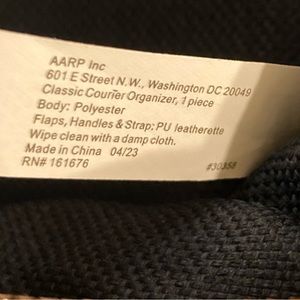 AARP Inc
601 E Street N.W., Washington DC 20049
Classic Courier Organizer, 1 piece
Body: Polyester
Flaps, Handles & Strap: PU leatherette
Wipe clean with a damp cloth.
Made in China 04/23
RN# 161676 #30358